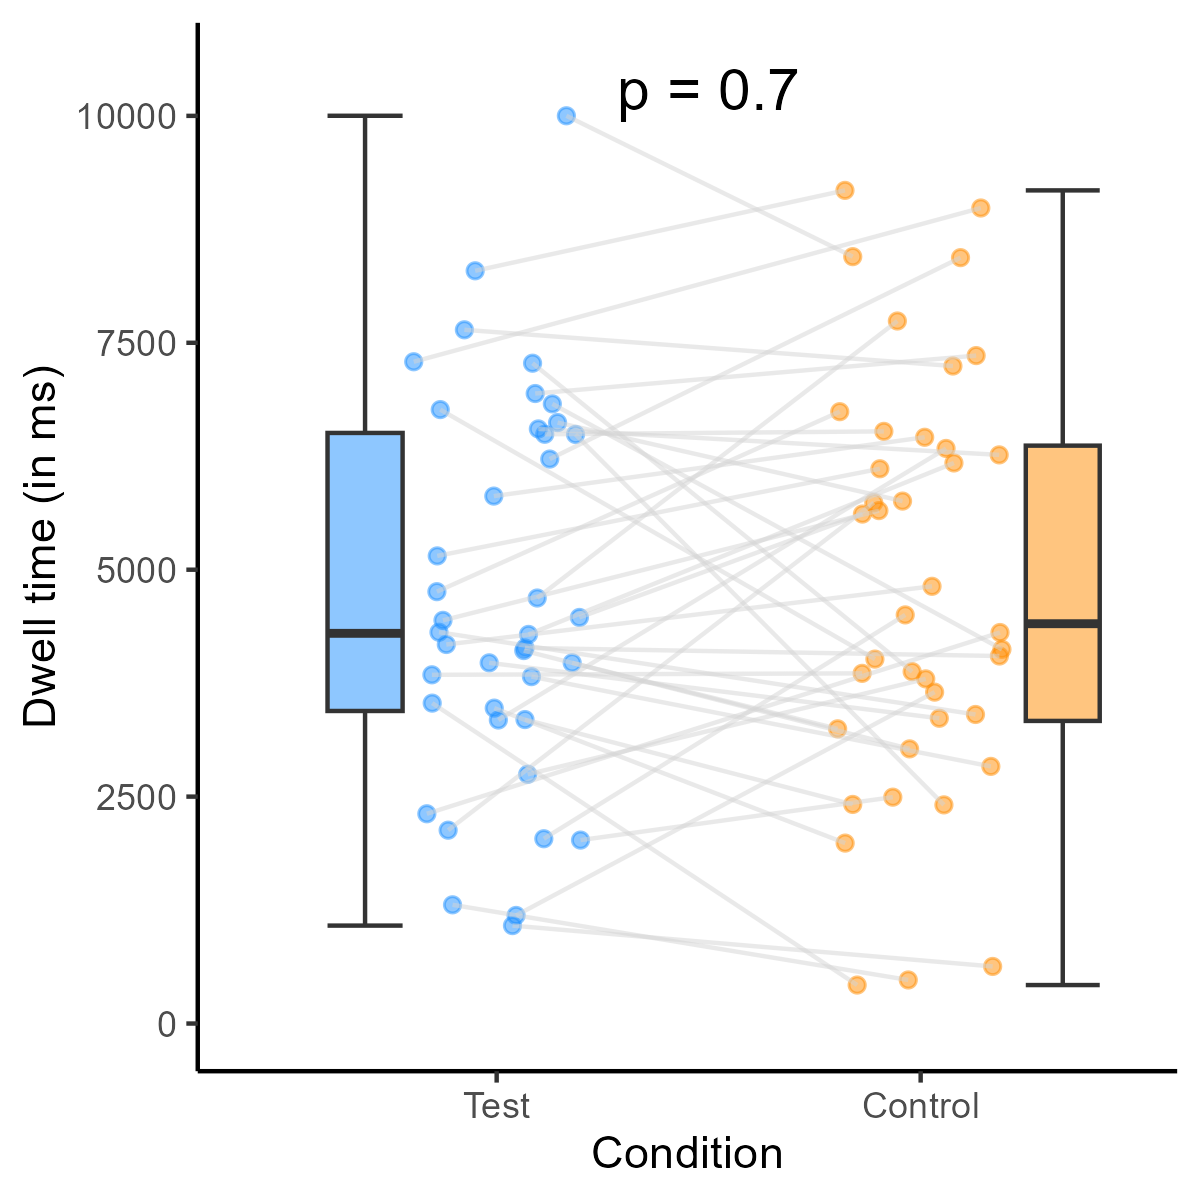 p = 0.7
10000
7500
5000
2500
0
Dwell time (in ms)
Test
Control
Condition